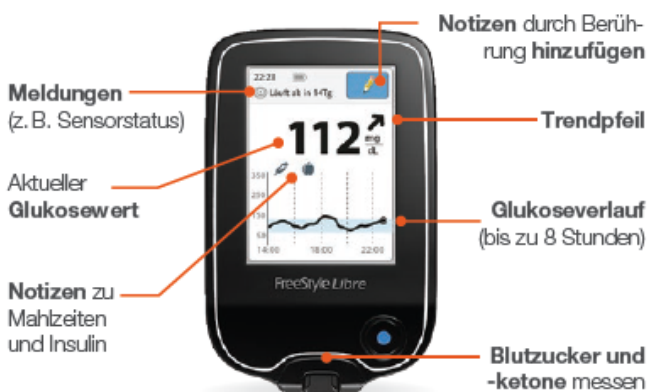 Notizen durch Berüh-
rung hinzufügen
Meldungen
(z. B. Sensorstatus)
Trendpfeil
Aktueller
Glukosewert
Glukoseverlauf
(bis zu 8 Stunden)
Notizen zu
Mahlzeiten
und Insulin
Blutzucker und
-ketone messen
22:23
Läuft ab in 14Tg
112
mg
dL
350
250
150
50
14:00 18:00 22:00
FreeStyle Libre